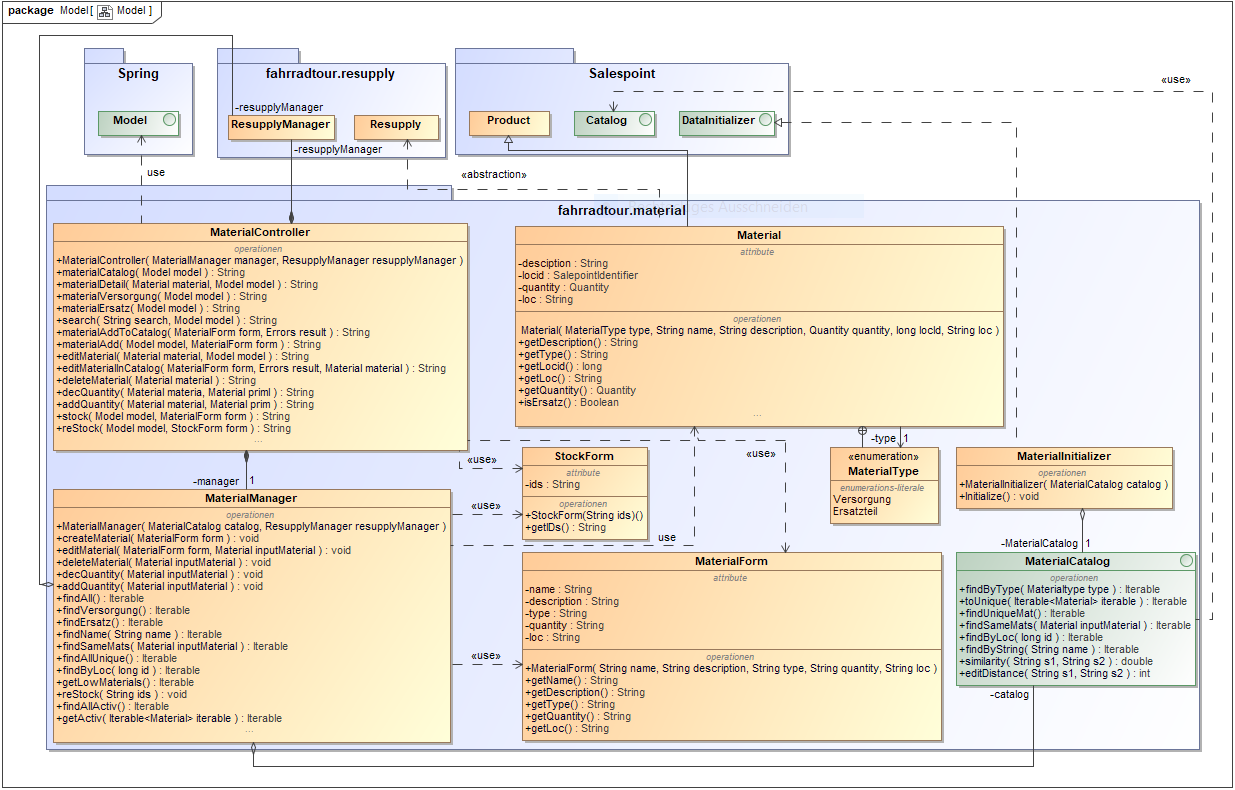 package Model[ Model ]
Spring
Model
fahrradtour.resupply
-resupplyManager
ResupplyManager
Resupply
-resupplyManager
Salespoint
Product
Catalog
DataInitializer
«use»
use
«abstraction»
fahrradtour.material
MaterialController
operationen
+MaterialController( MaterialManager manager, ResupplyManager resupplyManager )
+materialCatalog( Model model ) : String
+materialDetail( Material material, Model model ) : String
+materialVersorgung( Model model ) : String
+materialErsatz( Model model ) : String
+search( String search, Model model ) : String
+materialAddToCatalog( MaterialForm form, Errors result ) : String
+materialAdd( Model model, MaterialForm form ) : String
+editMaterial( Material material, Model model ) : String
+editMaterialInCatalog( MaterialForm form, Errors result, Material material ) : String
+deleteMaterial( Material material ) : String
+decQuantity( Material materia, Material priml ) : String
+addQuantity( Material material, Material prim ) : String
+stock( Model model, MaterialForm form ) : String
+reStock( Model model, StockForm form ) : String
...
Material
attribute
-desciption : String
-locid : SalepointIdentifier
-quantity : Quantity
-loc : String
operationen
Material( MaterialType type, String name, String description, Quantity quantity, long locId, String loc )
+getDescription() : String
+getType() : String
+getLocid() : long
+getLoc() : String
+getQuantity() : Quantity
+isErsatz() : Boolean
...
-manager 1
«use»
«use»
-type 1
StockForm
attribute
-ids : String
operationen
+StockForm(String ids)()
+getIDs() : String
«enumeration»
MaterialType
enumerations-literale
Versorgung
Ersatzteil
MaterialInitializer
operationen
+MaterialInitializer( MaterialCatalog catalog )
+Initialize() : void
MaterialManager
operationen
+MaterialManager( MaterialCatalog catalog, ResupplyManager resupplyManager )
+createMaterial( MaterialForm form ) : void
+editMaterial( MaterialForm form, Material inputMaterial ) : void
+deleteMaterial( Material inputMaterial ) : void
+decQuantity( Material inputMaterial ) : void
+addQuantity( Material inputMaterial ) : void
+findAll() : Iterable
+findVersorgung() : Iterable
+findErsatz() : Iterable
+findName( String name ) : Iterable
+findSameMats( Material inputMaterial ) : Iterable
+findAllUnique() : Iterable
+findByLoc( long id ) : Iterable
+getLowMaterials() : Iterable
+reStock( String ids ) : void
+findAllActiv() : Iterable
+getActiv( Iterable<Material> iterable ) : Iterable
...
«use»
use
«use»
MaterialForm
attribute
-name : String
-description : String
-type : String
-quantity : String
-loc : String
operationen
+MaterialForm( String name, String description, String type, String quantity, String loc )
+getName() : String
+getDescription() : String
+getType() : String
+getQuantity() : String
+getLoc() : String
-MaterialCatalog 1
MaterialCatalog
operationen
+findByType( Materialtype type ) : Iterable
+toUnique( Iterable<Material> iterable ) : Iterable
+findUniqueMat() : Iterable
+findSameMats( Material inputMaterial ) : Iterable
+findByLoc( long id ) : Iterable
+findByString( String name ) : Iterable
+similarity( String s1, String s2 ) : double
+editDistance( String s1, String s2 ) : int
-catalog